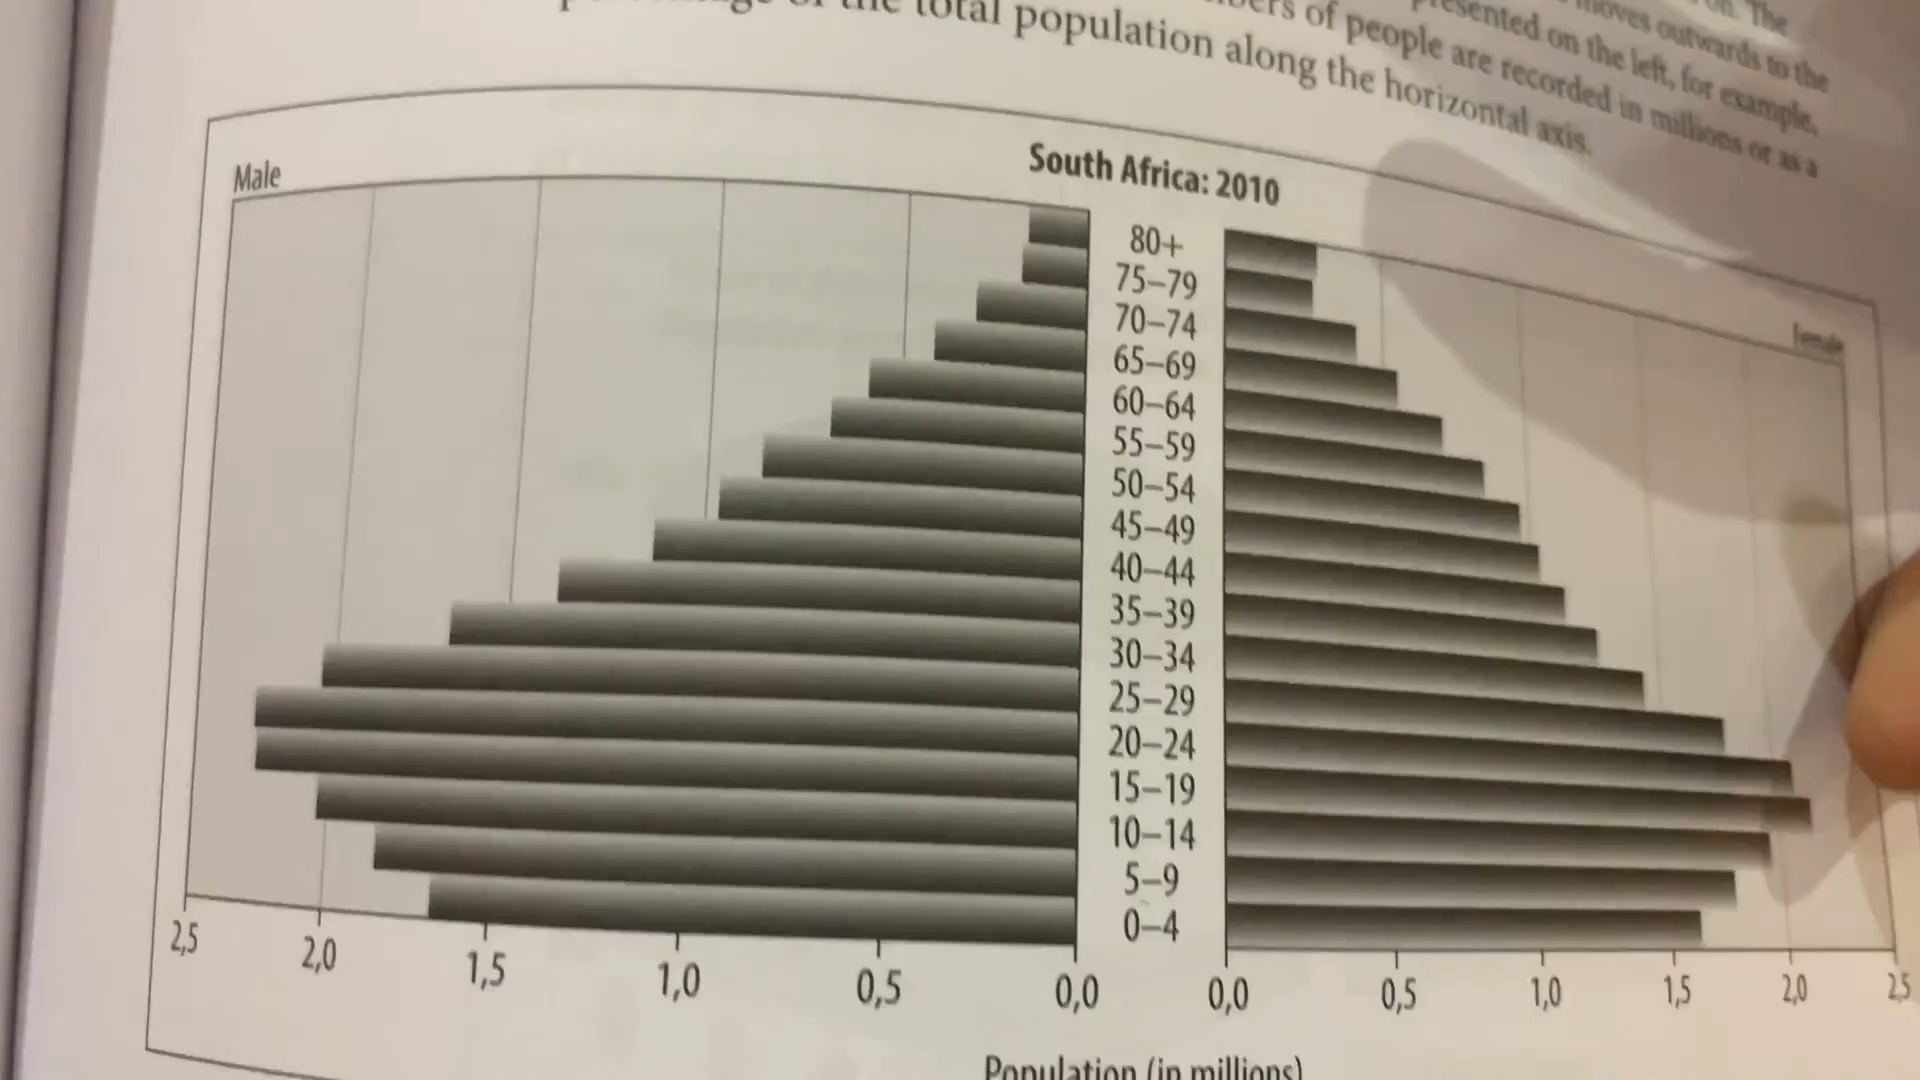 on. The
moves outwards to the
presented on the left, for example,
of people are recorded in millions or as a
of the total population along the horizontal axis.
South Africa: 2010
Male
Female
80+
75–79
70–74
65–69
60–64
55–59
50–54
45–49
40–44
35–39
30–34
25–29
20–24
15–19
10–14
5–9
0–4
2,5 2,0 1,5 1,0 0,5 0,0 0,0 0,5 1,0 1,5 2,0 2,5
Population (in millions)